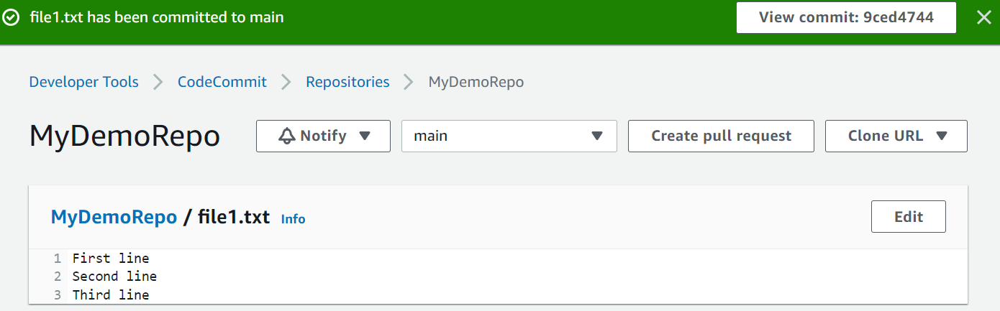 file1.txt has been committed to main View commit: 9ced4744
Developer Tools CodeCommit Repositories MyDemoRepo
MyDemoRepo Notify main Create pull request Clone URL
MyDemoRepo / file1.txt Info Edit
1 First line
2 Second line
3 Third line